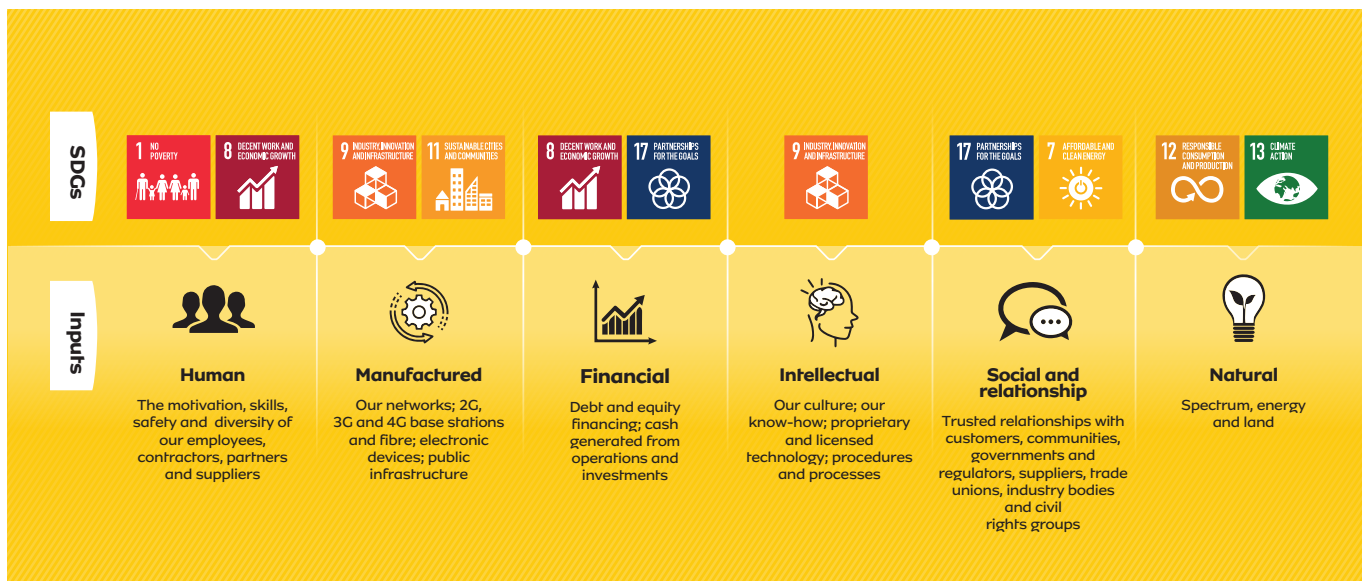 SDGs
1 NO
POVERTY
8 DECENT WORK AND
ECONOMIC GROWTH
9 INDUSTRY, INNOVATION
AND INFRASTRUCTURE
11 SUSTAINABLE CITIES
AND COMMUNITIES
8 DECENT WORK AND
ECONOMIC GROWTH
17 PARTNERSHIPS
FOR THE GOALS
9 INDUSTRY, INNOVATION
AND INFRASTRUCTURE
17 PARTNERSHIPS
FOR THE GOALS
7 AFFORDABLE AND
CLEAN ENERGY
12 RESPONSIBLE
CONSUMPTION
AND PRODUCTION
13 CLIMATE
ACTION
Inputs
Human
The motivation, skills,
safety and diversity of
our employees,
contractors, partners
and suppliers
Manufactured
Our networks; 2G,
3G and 4G base stations
and fibre; electronic
devices; public
infrastructure
Financial
Debt and equity
financing; cash
generated from
operations and
investments
Intellectual
Our culture; our
know-how; proprietary
and licensed
technology; procedures
and processes
Social and
relationship
Trusted relationships with
customers, communities,
governments and
regulators, suppliers, trade
unions, industry bodies
and civil
rights groups
Natural
Spectrum, energy
and land